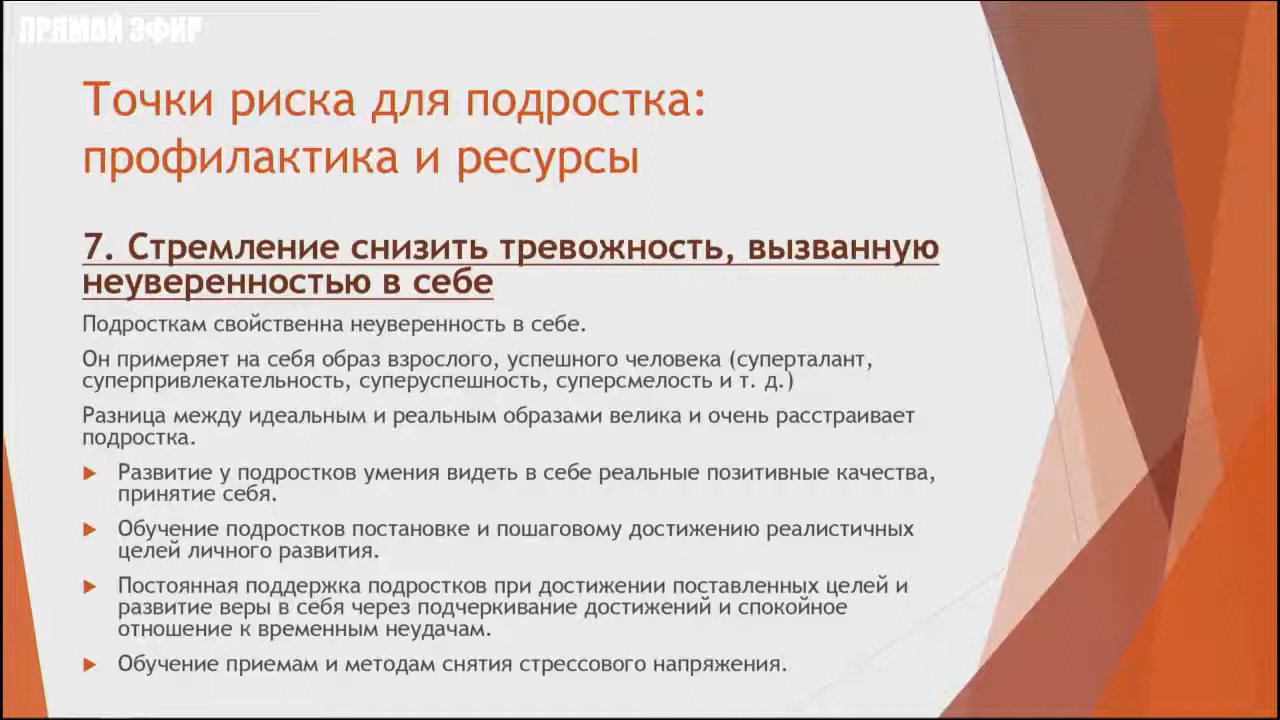 ПРЯМОЙ ЭФИР
Точки риска для подростка:
профилактика и ресурсы
7. Стремление снизить тревожность, вызванную
неуверенностью в себе
Подросткам свойственна неуверенность в себе.
Он примеряет на себя образ взрослого, успешного человека (суперталант,
суперпривлекательность, суперуспешность, суперсмелость и т. д.)
Разница между идеальным и реальным образами велика и очень расстраивает
подростка.
Развитие у подростков умения видеть в себе реальные позитивные качества,
принятие себя.
Обучение подростков постановке и пошаговому достижению реалистичных
целей личного развития.
Постоянная поддержка подростков при достижении поставленных целей и
развитие веры в себя через подчеркивание достижений и спокойное
отношение к временным неудачам.
Обучение приемам и методам снятия стрессового напряжения.